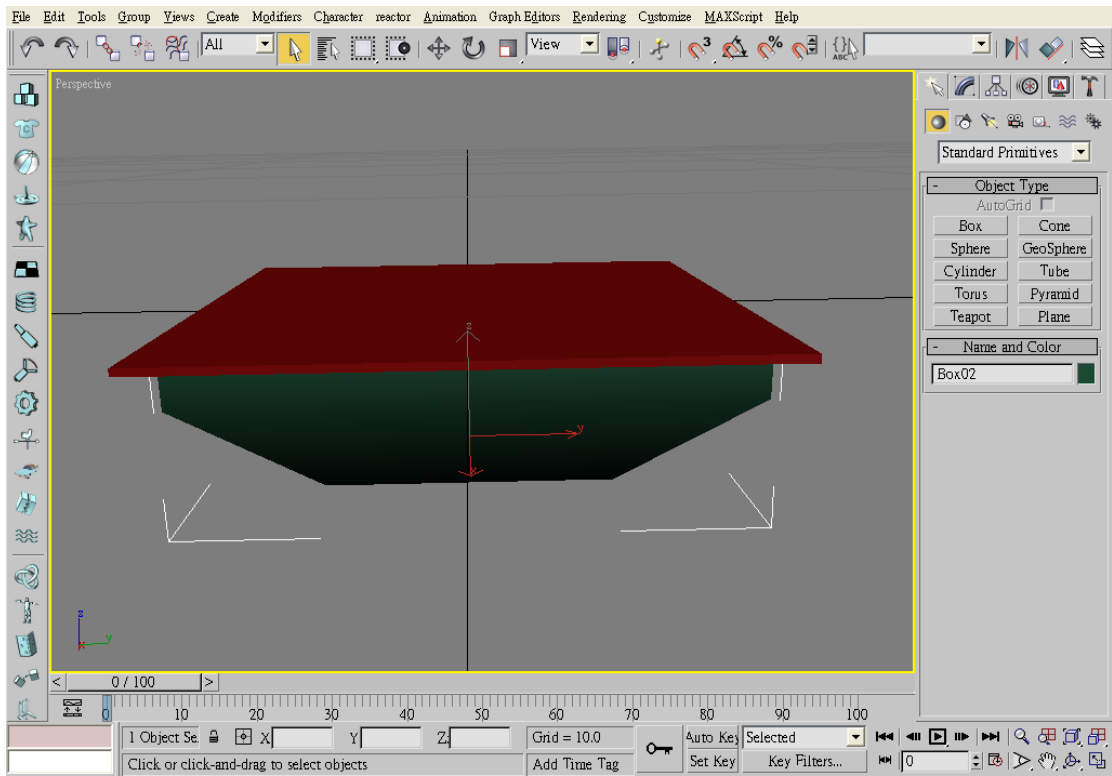 File Edit Tools Group Views Create Modifiers Character reactor Animation Graph Editors Rendering Customize MAXScript Help
All View 3 % {} ABC
Perspective
Standard Primitives
- Object Type
AutoGrid
Box Cone
Sphere GeoSphere
Cylinder Tube
Torus Pyramid
Teapot Plane
- Name and Color
Box02
z
y
x
z
y
x
< 0 / 100 >
0 10 20 30 40 50 60 70 80 90 100
1 Object Se X Y Z: Grid = 10.0 Auto Key Selected
Click or click-and-drag to select objects Add Time Tag Set Key Key Filters... 0